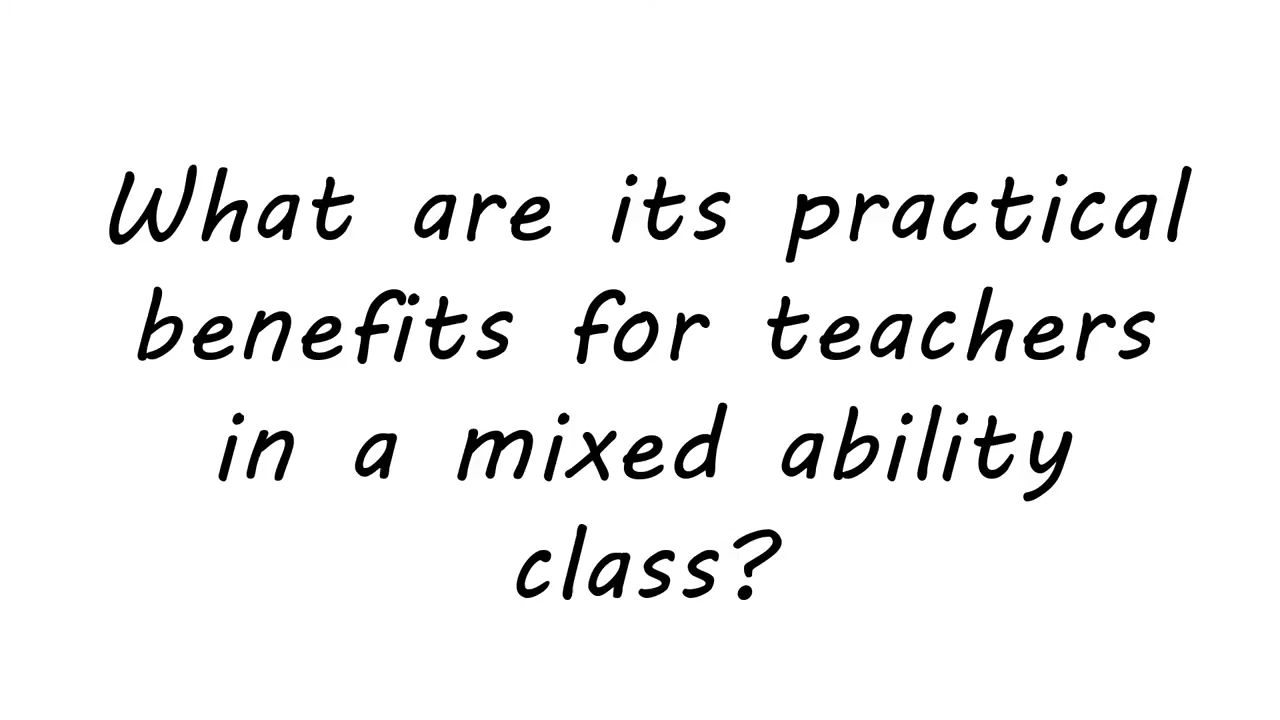 What are its practical
benefits for teachers
in a mixed ability
class?